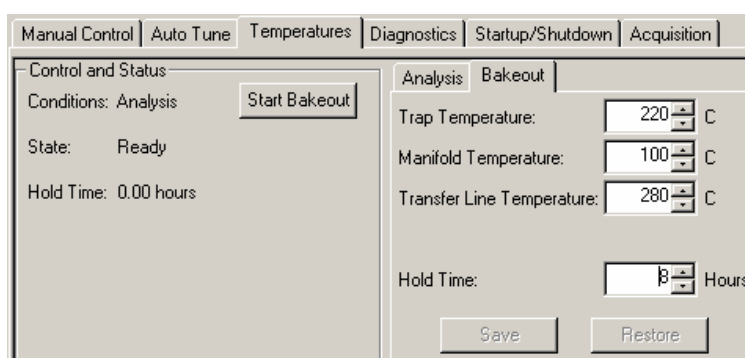 Manual Control Auto Tune Temperatures Diagnostics Startup/Shutdown Acquisition
Control and Status
Conditions: Analysis Start Bakeout
State: Ready
Hold Time: 0.00 hours
Analysis Bakeout
Trap Temperature: 220 C
Manifold Temperature: 100 C
Transfer Line Temperature: 280 C
Hold Time: 8 Hours
Save Restore